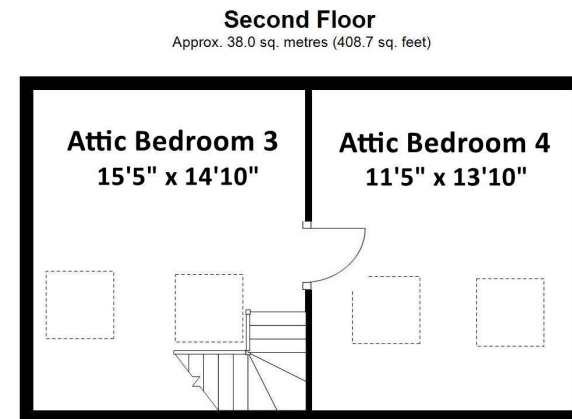 Second Floor
Approx. 38.0 sq. metres (408.7 sq. feet)
Attic Bedroom 3
15'5" x 14'10"
Attic Bedroom 4
11'5" x 13'10"